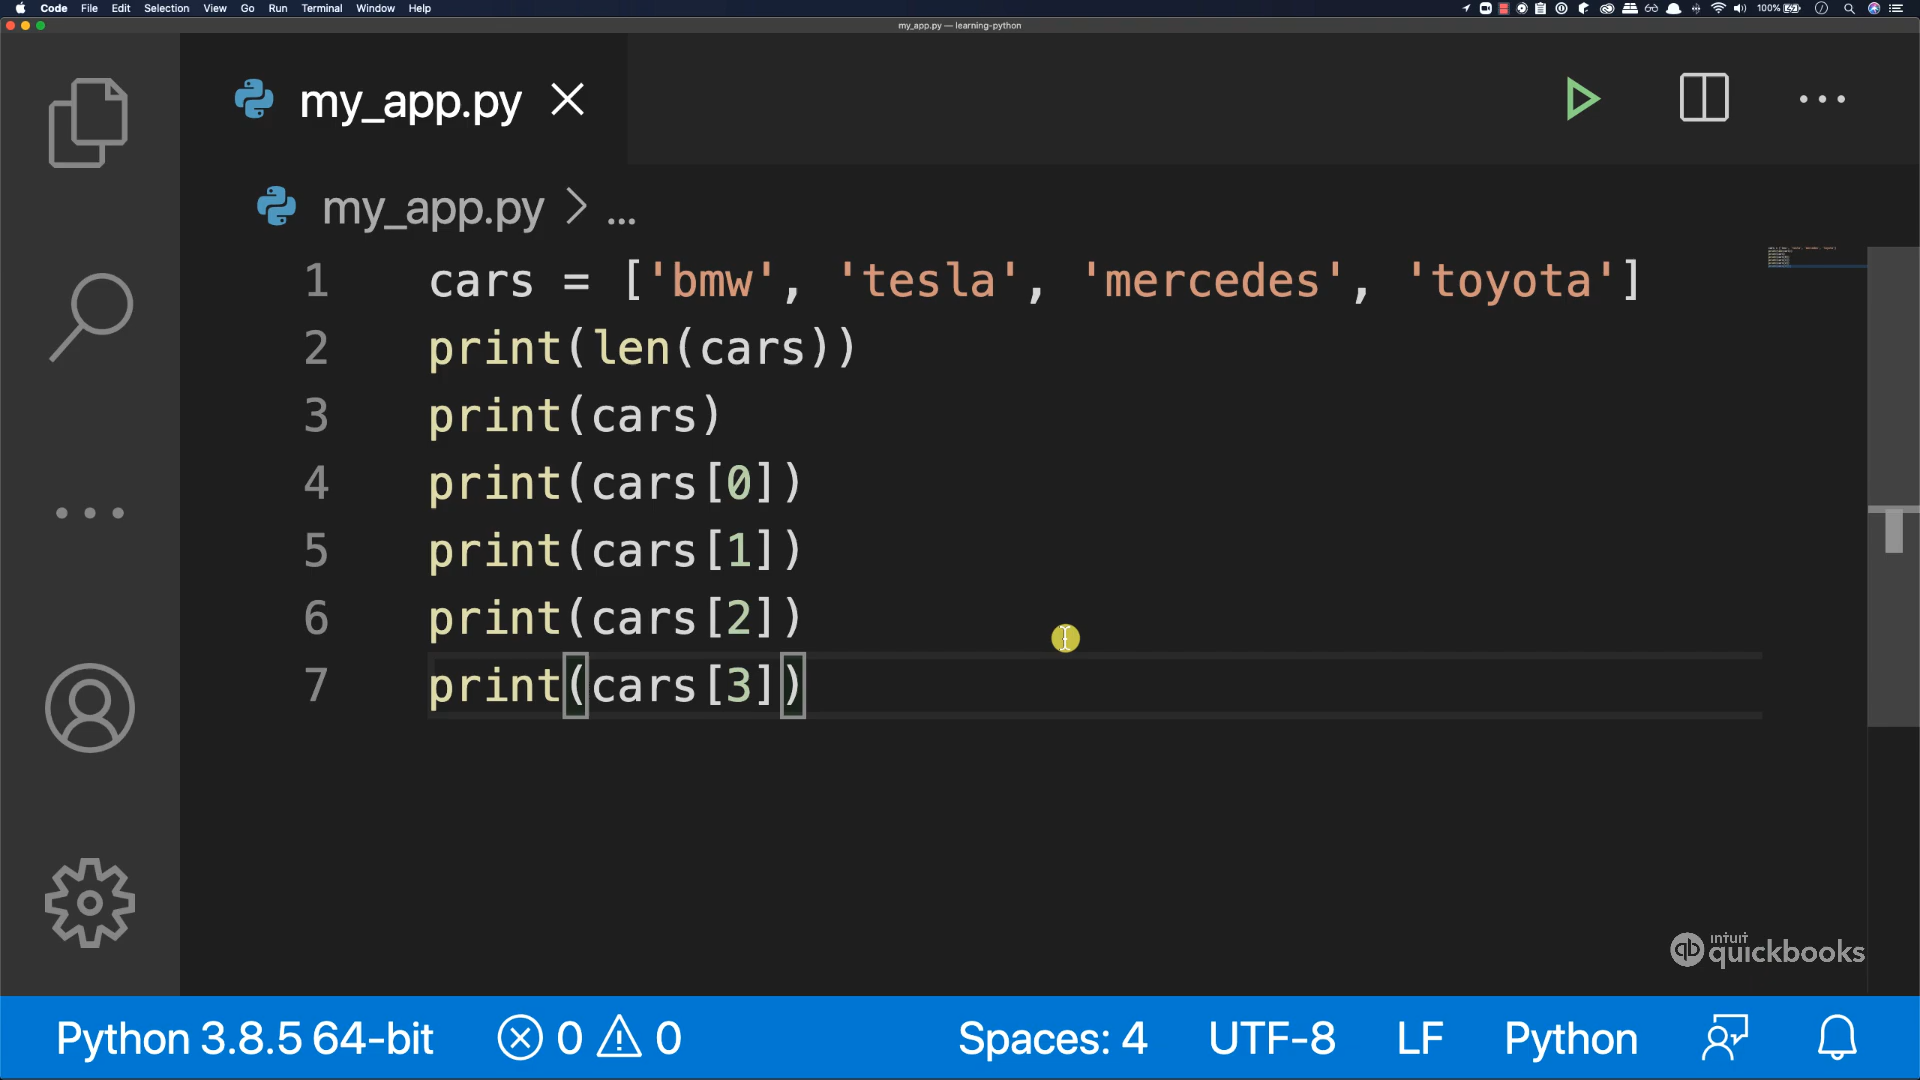 Code File Edit Selection View Go Run Terminal Window Help 100%
my_app.py — learning-python
my_app.py
my_app.py > ...
1 cars = ['bmw', 'tesla', 'mercedes', 'toyota']
2 print(len(cars))
3 print(cars)
4 print(cars[0])
5 print(cars[1])
6 print(cars[2])
7 print(cars[3])
intuit
qb quickbooks
Python 3.8.5 64-bit 0 0 Spaces: 4 UTF-8 LF Python